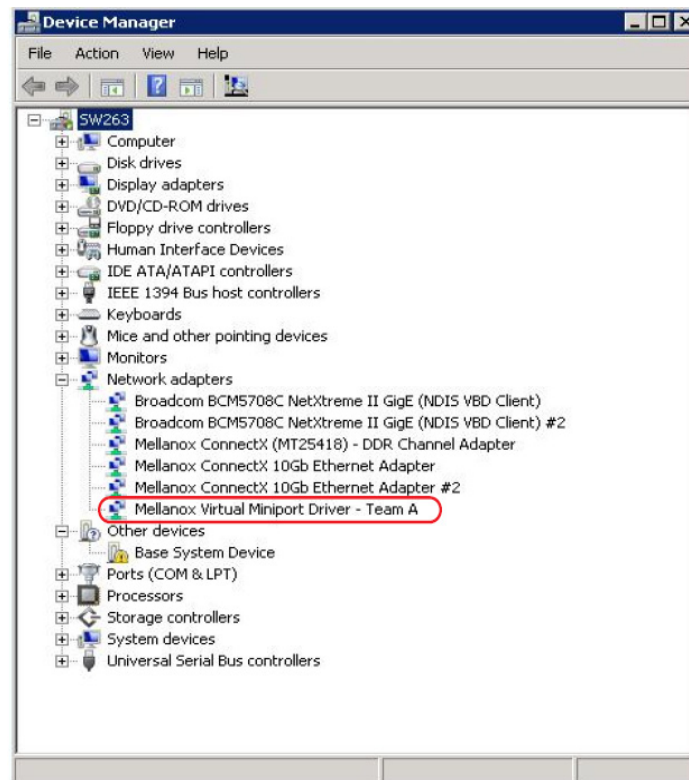 Device Manager
File Action View Help
SW263
Computer
Disk drives
Display adapters
DVD/CD-ROM drives
Floppy drive controllers
Human Interface Devices
IDE ATA/ATAPI controllers
IEEE 1394 Bus host controllers
Keyboards
Mice and other pointing devices
Monitors
Network adapters
Broadcom BCM5708C NetXtreme II GigE (NDIS VBD Client)
Broadcom BCM5708C NetXtreme II GigE (NDIS VBD Client) #2
Mellanox ConnectX (MT25418) - DDR Channel Adapter
Mellanox ConnectX 10Gb Ethernet Adapter
Mellanox ConnectX 10Gb Ethernet Adapter #2
Mellanox Virtual Miniport Driver - Team A
Other devices
Base System Device
Ports (COM & LPT)
Processors
Storage controllers
System devices
Universal Serial Bus controllers